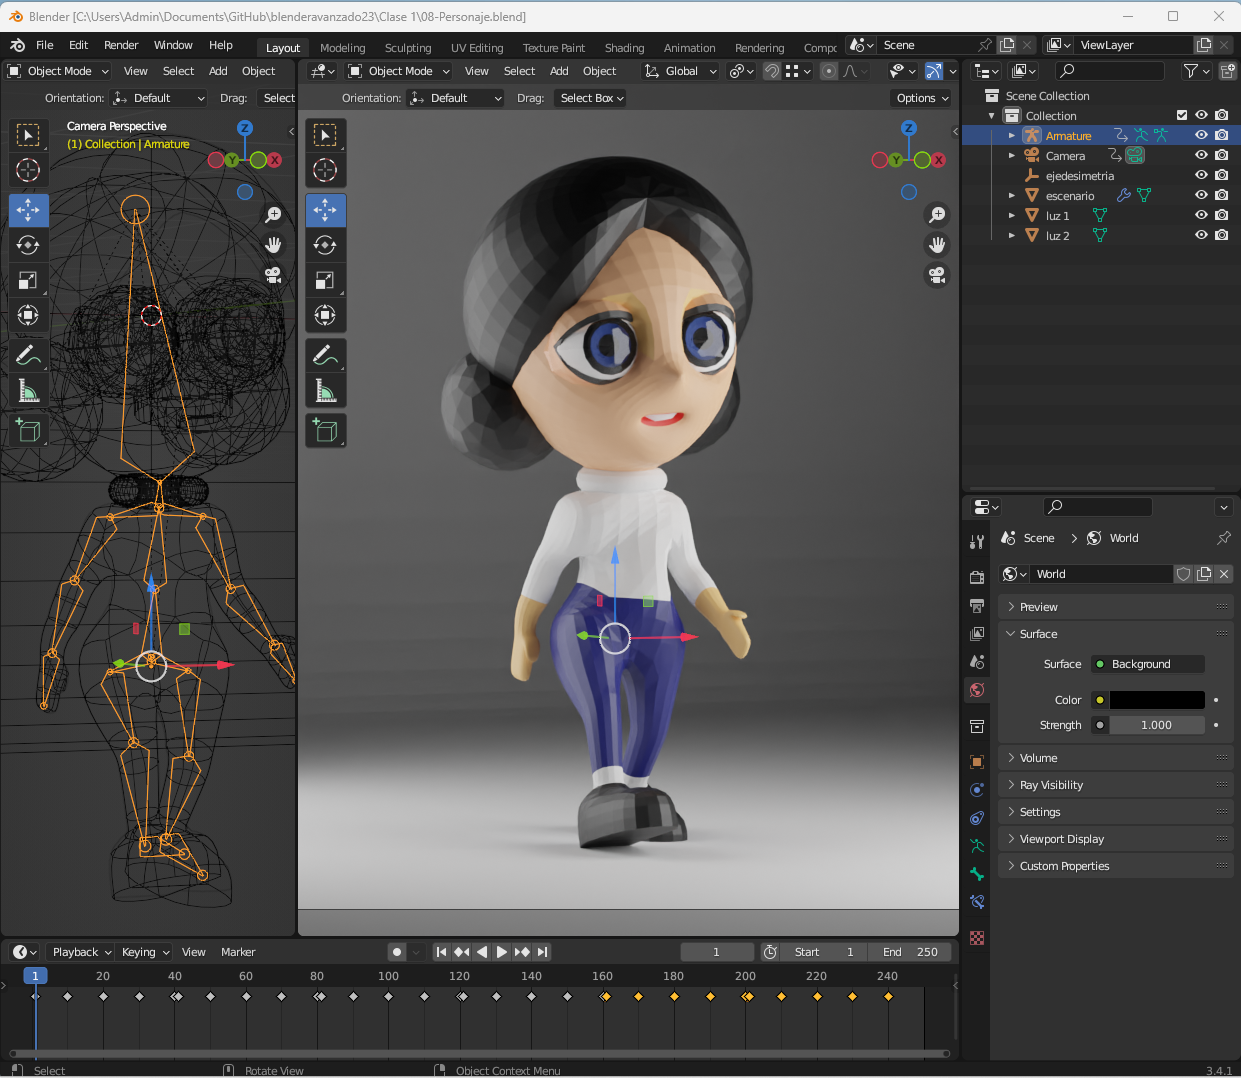 Blender [C:\Users\Admin\Documents\GitHub\blenderavanzado23\Clase 1\08-Personaje.blend]
File Edit Render Window Help Layout Modeling Sculpting UV Editing Texture Paint Shading Animation Rendering Compc Scene ViewLayer
Object Mode View Select Add Object
Orientation: Default Drag: Select
Camera Perspective
(1) Collection | Armature
Z
Y
X
Object Mode View Select Add Object Global
Orientation: Default Drag: Select Box Options
Z
Y
X
Scene Collection
Collection
Armature
Camera
ejedesimetria
escenario
luz 1
luz 2
Scene World
World
Preview
Surface
Surface Background
Color
Strength 1.000
Volume
Ray Visibility
Settings
Viewport Display
Custom Properties
Playback Keying View Marker 1 Start 1 End 250
1 20 40 60 80 100 120 140 160 180 200 220 240
Select Rotate View Object Context Menu 3.4.1